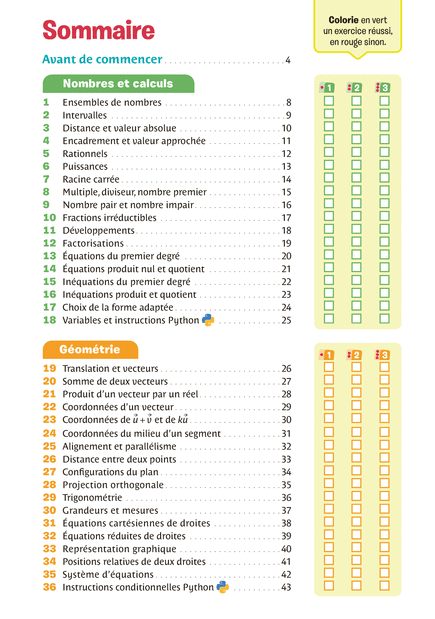 Sommaire
Colorie en vert
un exercice réussi,
en rouge sinon.
Avant de commencer 4
Nombres et calculs
1 2 3
1 Ensembles de nombres 8
2 Intervalles 9
3 Distance et valeur absolue 10
4 Encadrement et valeur approchée 11
5 Rationnels 12
6 Puissances 13
7 Racine carrée 14
8 Multiple, diviseur, nombre premier 15
9 Nombre pair et nombre impair 16
10 Fractions irréductibles 17
11 Développements 18
12 Factorisations 19
13 Équations du premier degré 20
14 Équations produit nul et quotient 21
15 Inéquations du premier degré 22
16 Inéquations produit et quotient 23
17 Choix de la forme adaptée 24
18 Variables et instructions Python 25
Géométrie
1 2 3
19 Translation et vecteurs 26
20 Somme de deux vecteurs 27
21 Produit d'un vecteur par un réel 28
22 Coordonnées d'un vecteur 29
23 Coordonnées de u⃗ + v⃗ et de ku⃗ 30
24 Coordonnées du milieu d'un segment 31
25 Alignement et parallélisme 32
26 Distance entre deux points 33
27 Configurations du plan 34
28 Projection orthogonale 35
29 Trigonométrie 36
30 Grandeurs et mesures 37
31 Équations cartésiennes de droites 38
32 Équations réduites de droites 39
33 Représentation graphique 40
34 Positions relatives de deux droites 41
35 Système d'équations 42
36 Instructions conditionnelles Python 43